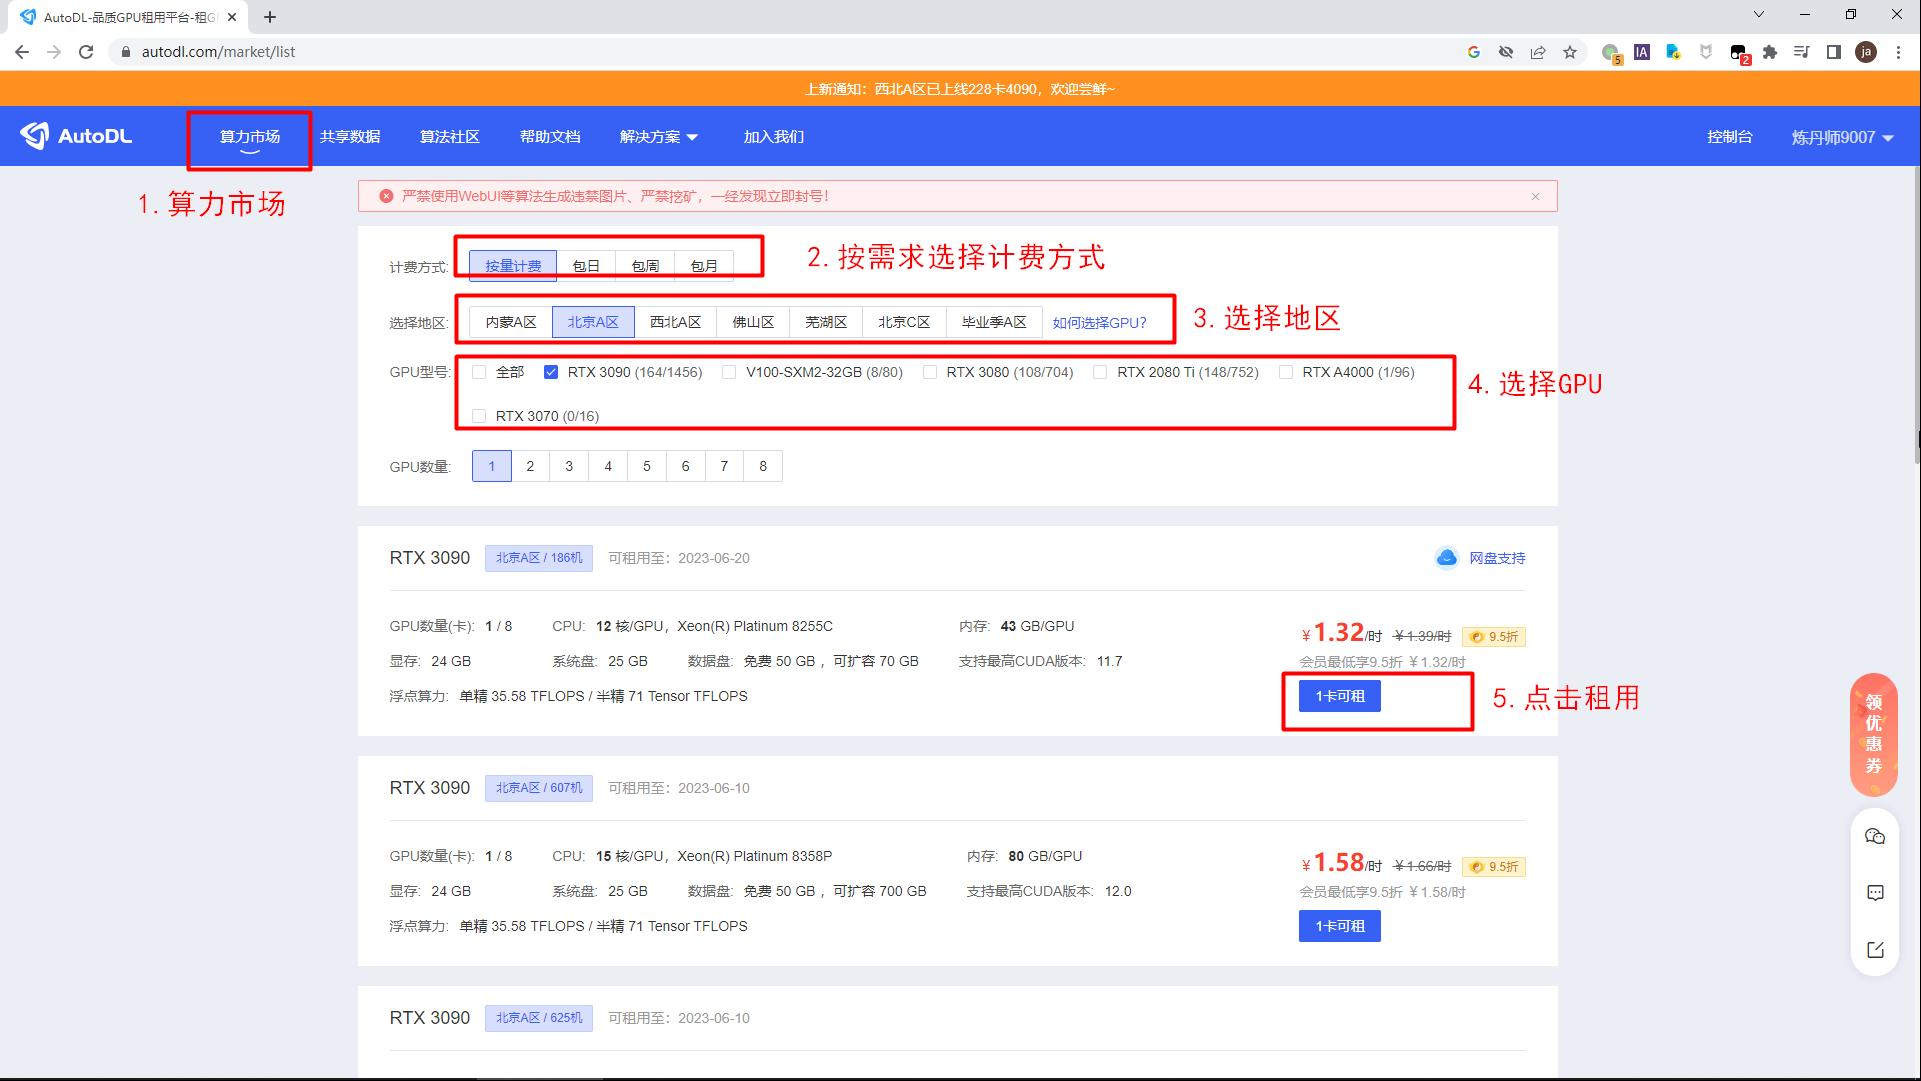 AutoDL-品质GPU租用平台-租G
autodl.com/market/list
IA
5
2
ja
上新通知：西北A区已上线228卡4090，欢迎尝鲜~
AutoDL 算力市场 共享数据 算法社区 帮助文档 解决方案 加入我们 控制台 炼丹师9007
1.算力市场
严禁使用WebUI等算法生成违禁图片、严禁挖矿，一经发现立即封号！
计费方式: 按量计费 包日 包周 包月
2.按需求选择计费方式
选择地区: 内蒙A区 北京A区 西北A区 佛山区 芜湖区 北京C区 毕业季A区 如何选择GPU?
3.选择地区
GPU型号: 全部 RTX 3090 (164/1456) V100-SXM2-32GB (8/80) RTX 3080 (108/704) RTX 2080 Ti (148/752) RTX A4000 (1/96)
RTX 3070 (0/16)
4.选择GPU
GPU数量: 1 2 3 4 5 6 7 8
RTX 3090 北京A区 / 186机 可租用至：2023-06-20 网盘支持
GPU数量(卡): 1 / 8 CPU: 12 核/GPU，Xeon(R) Platinum 8255C 内存: 43 GB/GPU
￥1.32/时 ￥1.39/时 9.5折
显存: 24 GB 系统盘: 25 GB 数据盘: 免费 50 GB ，可扩容 70 GB 支持最高CUDA版本: 11.7
会员最低享9.5折 ￥1.32/时
浮点算力: 单精 35.58 TFLOPS / 半精 71 Tensor TFLOPS
1卡可租
5.点击租用
RTX 3090 北京A区 / 607机 可租用至：2023-06-10
GPU数量(卡): 1 / 8 CPU: 15 核/GPU，Xeon(R) Platinum 8358P 内存: 80 GB/GPU
￥1.58/时 ￥1.66/时 9.5折
显存: 24 GB 系统盘: 25 GB 数据盘: 免费 50 GB ，可扩容 700 GB 支持最高CUDA版本: 12.0
会员最低享9.5折 ￥1.58/时
浮点算力: 单精 35.58 TFLOPS / 半精 71 Tensor TFLOPS
1卡可租
RTX 3090 北京A区 / 625机 可租用至：2023-06-10
领
优
惠
券